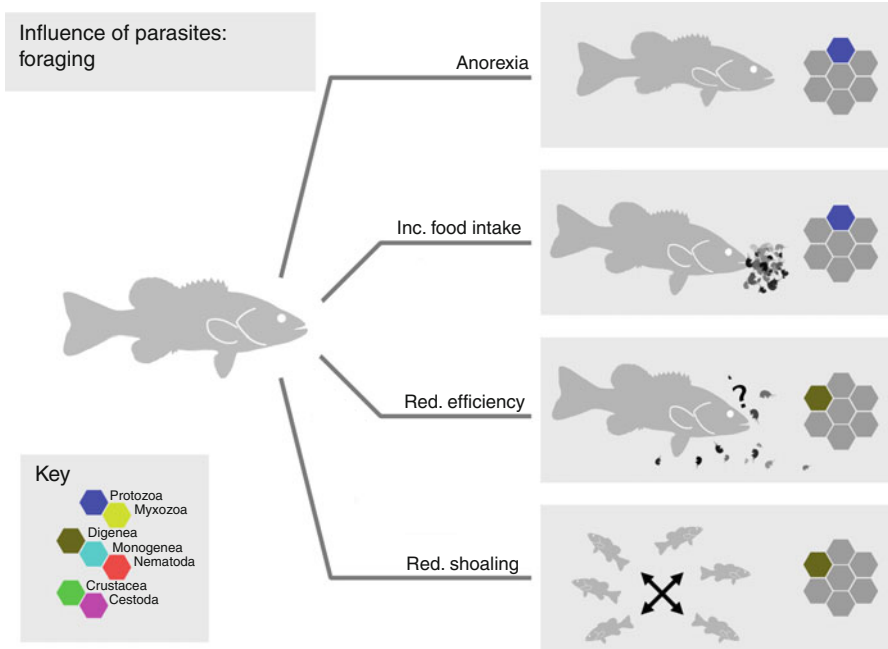 Influence of parasites:
foraging
Anorexia
Inc. food intake
Red. efficiency
?
Red. shoaling
Key
Protozoa
Myxozoa
Digenea
Monogenea
Nematoda
Crustacea
Cestoda